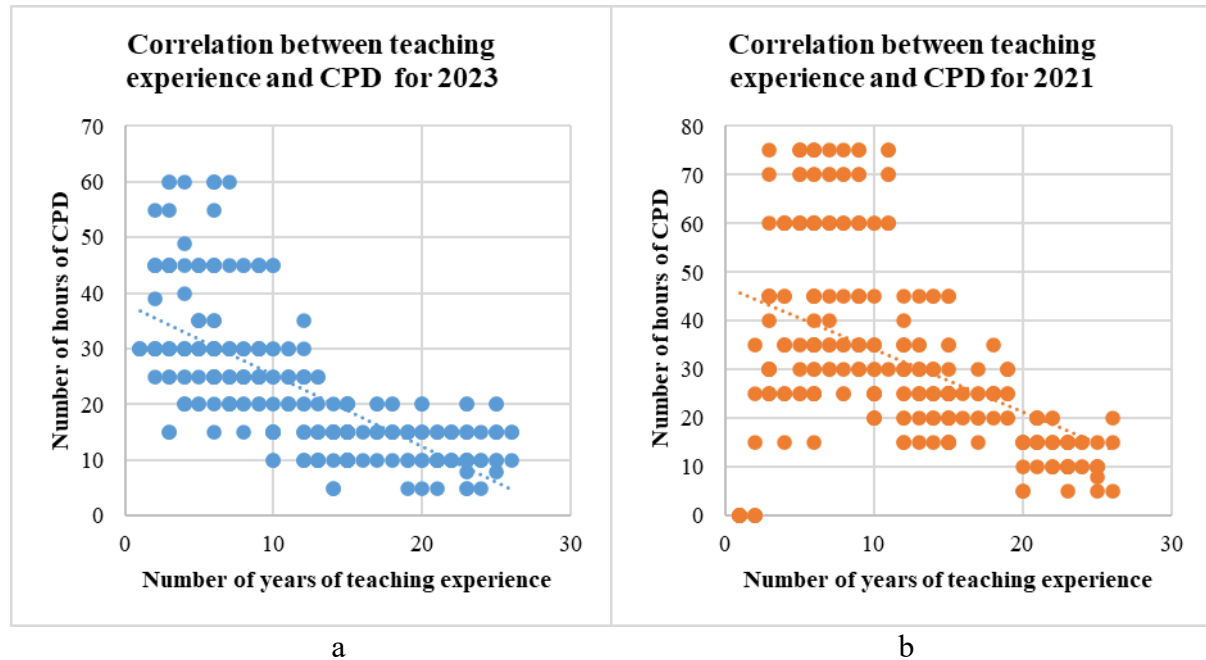 Correlation between teaching
experience and CPD for 2023
Number of hours of CPD
70
60
50
40
30
20
10
0
0 10 20 30
Number of years of teaching experience
a
Correlation between teaching
experience and CPD for 2021
Number of hours of CPD
80
70
60
50
40
30
20
10
0
0 10 20 30
Number of years of teaching experience
b